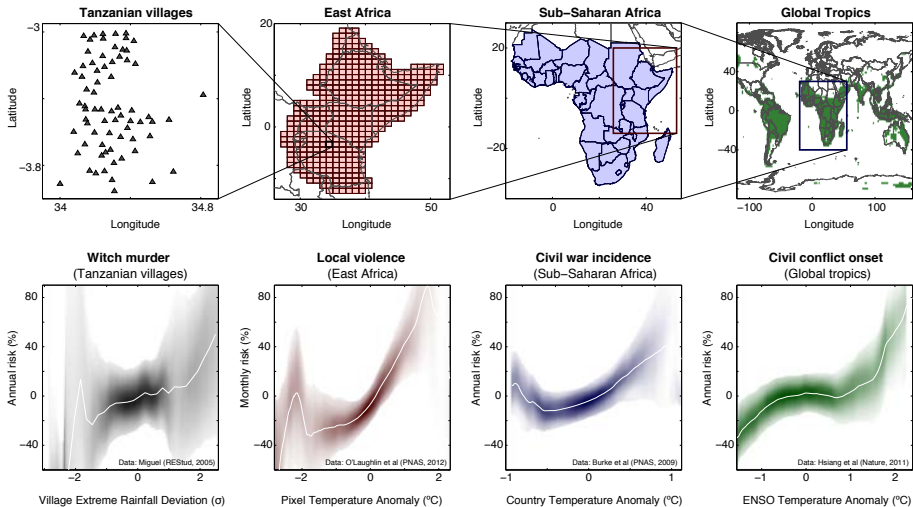 Tanzanian villages
East Africa
Sub−Saharan Africa
Global Tropics
Latitude
−3
−3.8
34
34.8
Longitude
Latitude
20
0
30
50
Longitude
Latitude
20
−20
0
40
Longitude
Latitude
40
0
−40
−100
0
100
Longitude
Witch murder
(Tanzanian villages)
Local violence
(East Africa)
Civil war incidence
(Sub−Saharan Africa)
Civil conflict onset
(Global tropics)
Annual risk (%)
80
40
0
−40
Data: Miguel (REStud, 2005)
−2
0
2
Village Extreme Rainfall Deviation (σ)
Monthly risk (%)
80
40
0
−40
Data: O'Laughlin et al (PNAS, 2012)
−2
0
2
Pixel Temperature Anomaly (ºC)
Annual risk (%)
80
40
0
−40
Data: Burke et al (PNAS, 2009)
−1
0
1
Country Temperature Anomaly (ºC)
Annual risk (%)
80
40
0
−40
Data: Hsiang et al (Nature, 2011)
−1
0
1
2
ENSO Temperature Anomaly (ºC)